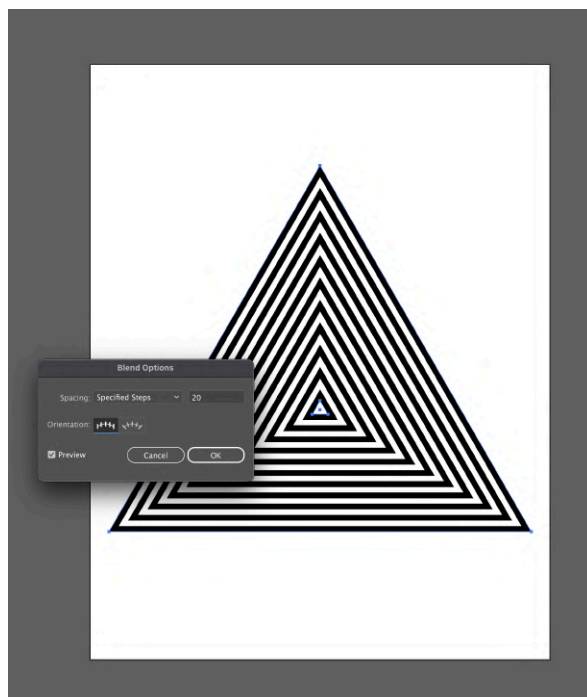 Blend Options
Spacing: Specified Steps 20
Orientation:
Preview Cancel OK